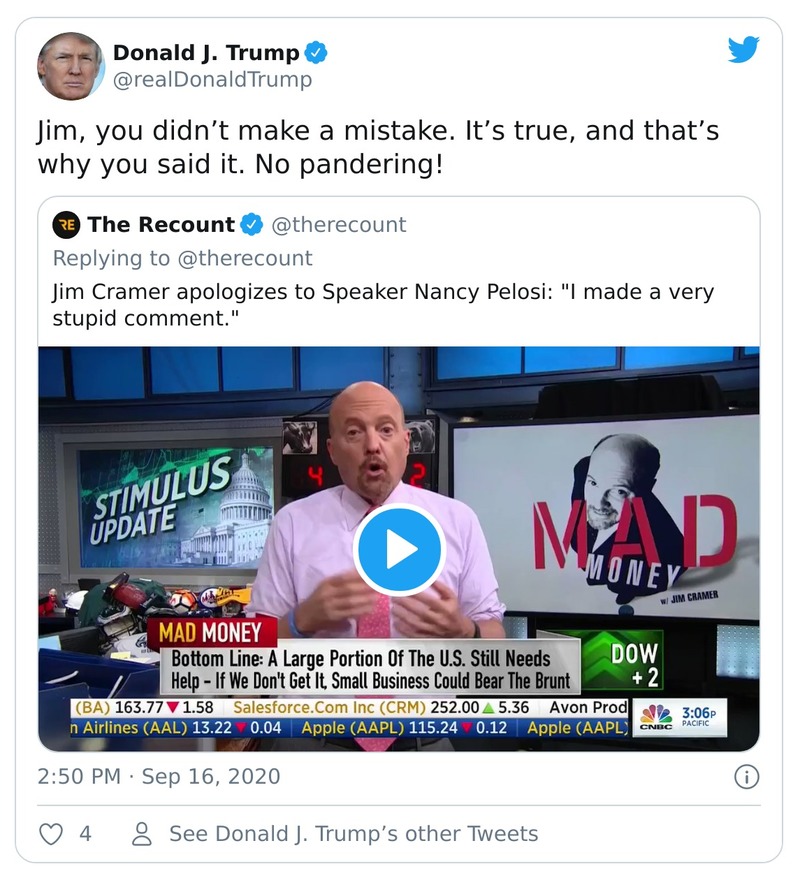 Donald J. Trump
@realDonaldTrump
Jim, you didn’t make a mistake. It’s true, and that’s
why you said it. No pandering!
RE The Recount @therecount
Replying to @therecount
Jim Cramer apologizes to Speaker Nancy Pelosi: "I made a very
stupid comment."
STIMULUS
UPDATE
4 2
MAD
MONEY
w/ JIM CRAMER
MAD MONEY
Bottom Line: A Large Portion Of The U.S. Still Needs
Help - If We Don't Get It, Small Business Could Bear The Brunt
DOW
+2
(BA) 163.77▼1.58 Salesforce.Com Inc (CRM) 252.00▲5.36 Avon Prod
n Airlines (AAL) 13.22▼0.04 Apple (AAPL) 115.24▼0.12 Apple (AAPL)
CNBC
3:06P
PACIFIC
2:50 PM · Sep 16, 2020
4 See Donald J. Trump’s other Tweets